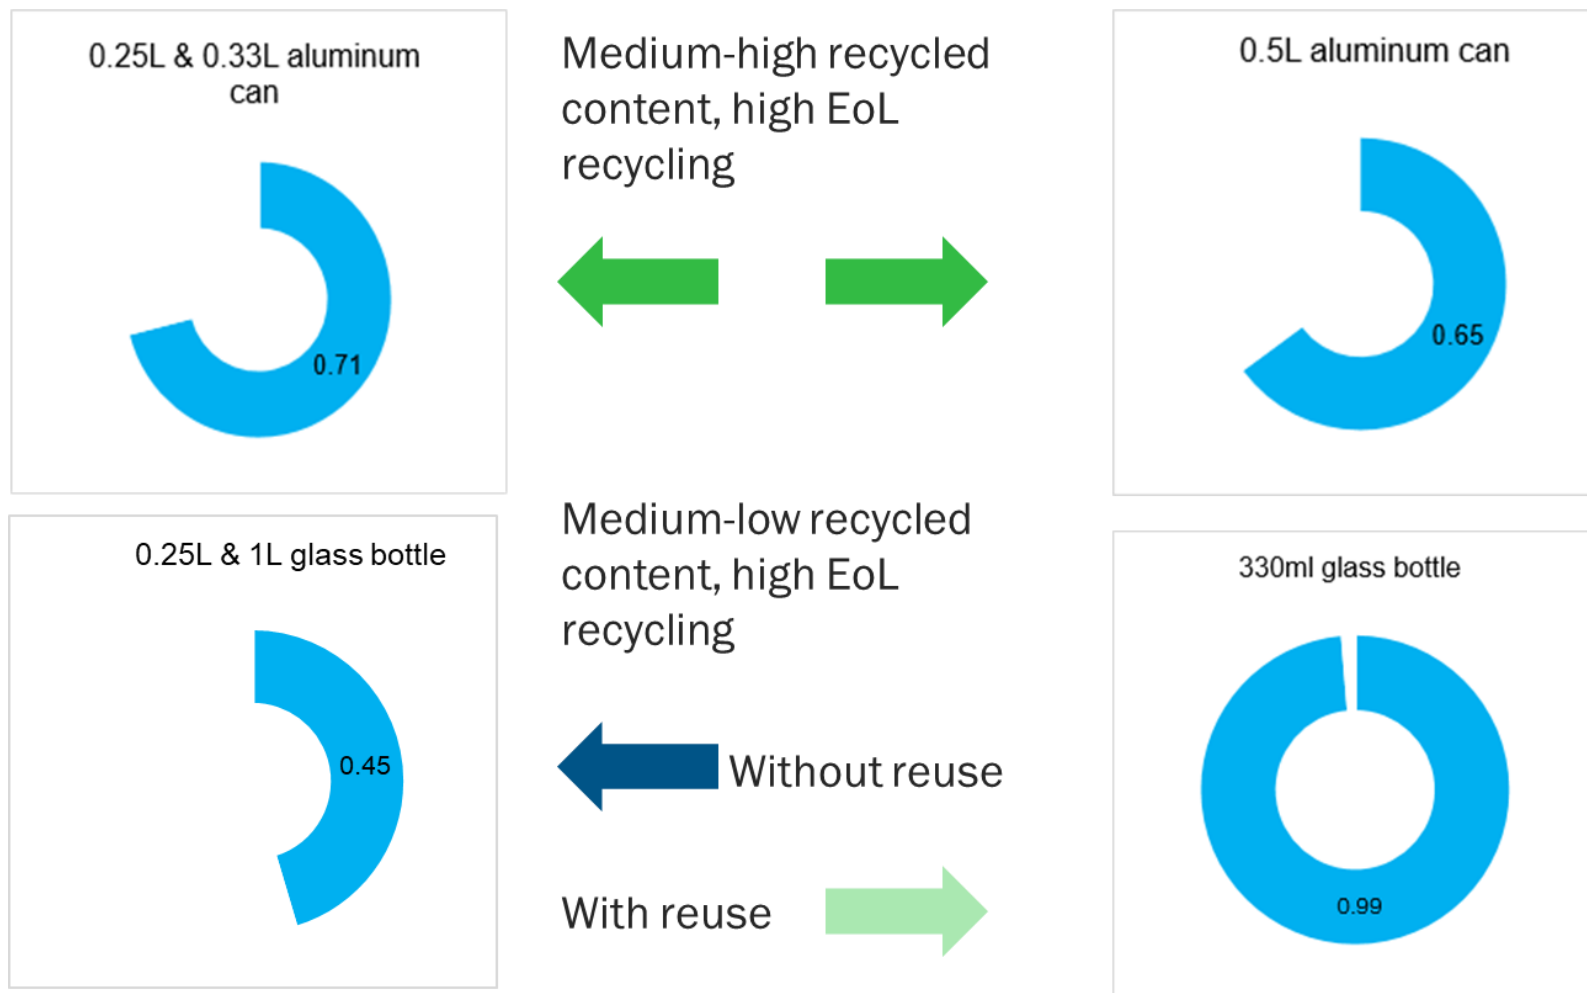 0.25L & 0.33L aluminum
can
0.71
Medium-high recycled
content, high EoL
recycling
0.5L aluminum can
0.65
0.25L & 1L glass bottle
0.45
Medium-low recycled
content, high EoL
recycling
Without reuse
With reuse
330ml glass bottle
0.99